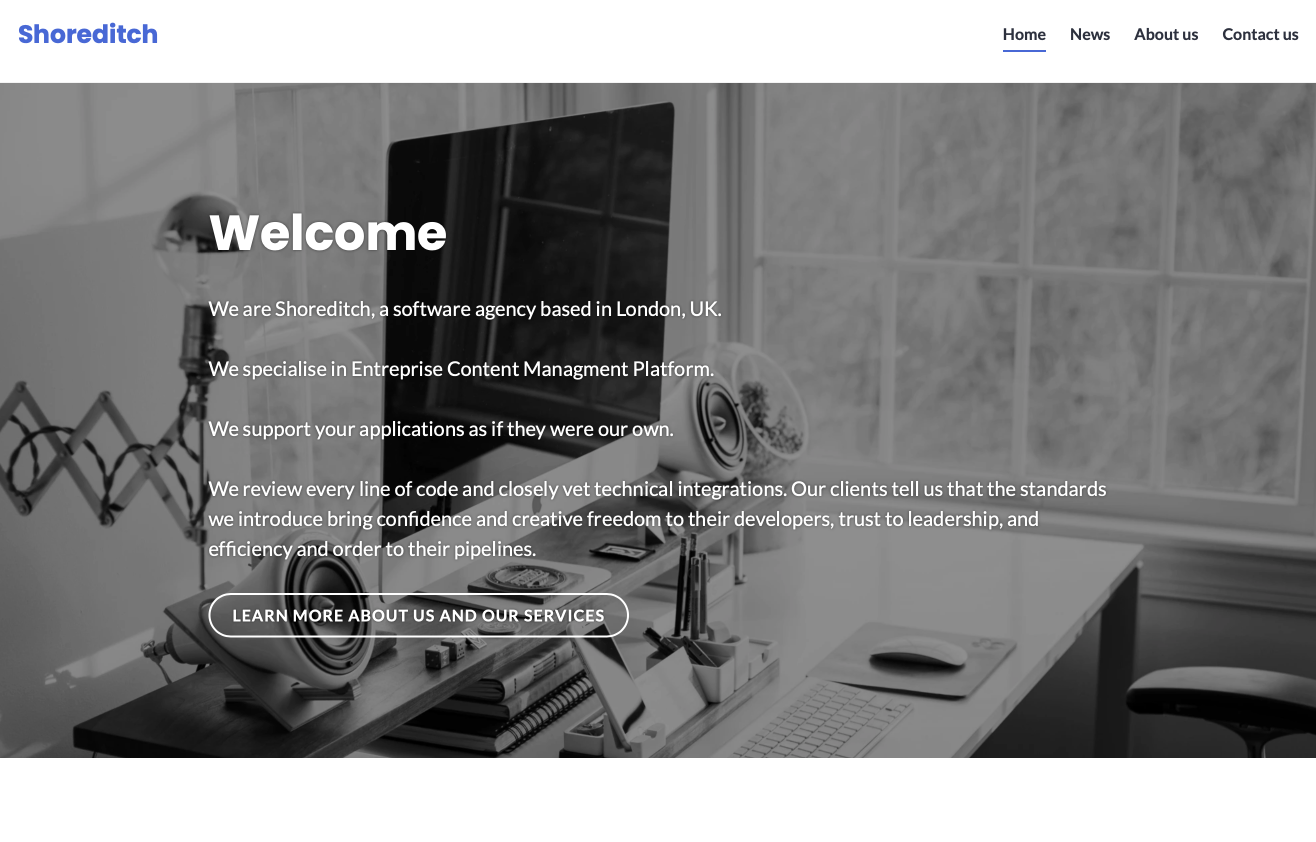 Shoreditch
Home News About us Contact us
Welcome
We are Shoreditch, a software agency based in London, UK.
We specialise in Entreprise Content Managment Platform.
We support your applications as if they were our own.
We review every line of code and closely vet technical integrations. Our clients tell us that the standards
we introduce bring confidence and creative freedom to their developers, trust to leadership, and
efficiency and order to their pipelines.
LEARN MORE ABOUT US AND OUR SERVICES